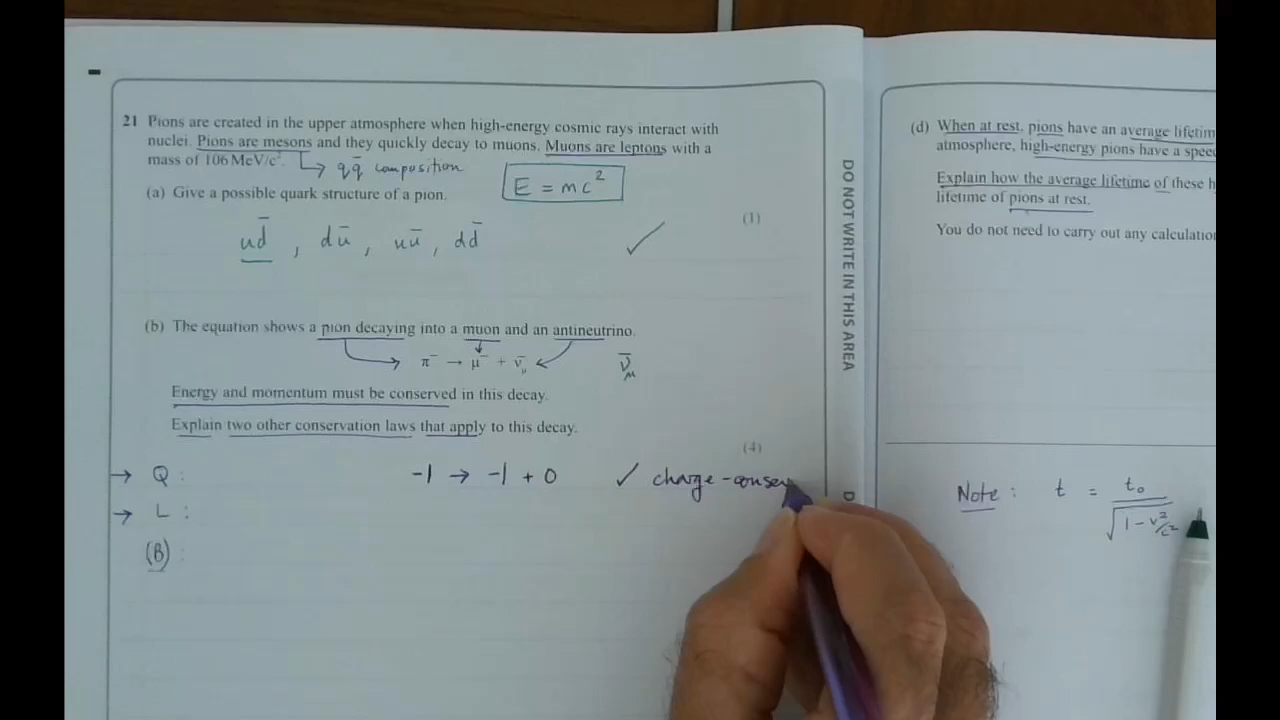 21 Pions are created in the upper atmosphere when high-energy cosmic rays interact with
nuclei. Pions are mesons and they quickly decay to muons. Muons are leptons with a
mass of 106 MeV/c².
→ qq̄ composition
E = mc²
(a) Give a possible quark structure of a pion.
(1)
ud̄ , dū , uū , dd̄ ✓
(b) The equation shows a pion decaying into a muon and an antineutrino.
π⁻ → μ⁻ + ν̄μ
ν̄μ
Energy and momentum must be conserved in this decay.
Explain two other conservation laws that apply to this decay.
(4)
→ Q : -1 → -1 + 0 ✓ charge-conser
→ L :
(B) :
DO NOT WRITE IN THIS AREA
D
(d) When at rest, pions have an average lifetim
atmosphere, high-energy pions have a spee
Explain how the average lifetime of these h
lifetime of pions at rest.
You do not need to carry out any calculation
Note : t = t₀ / √(1 - v²/c²)